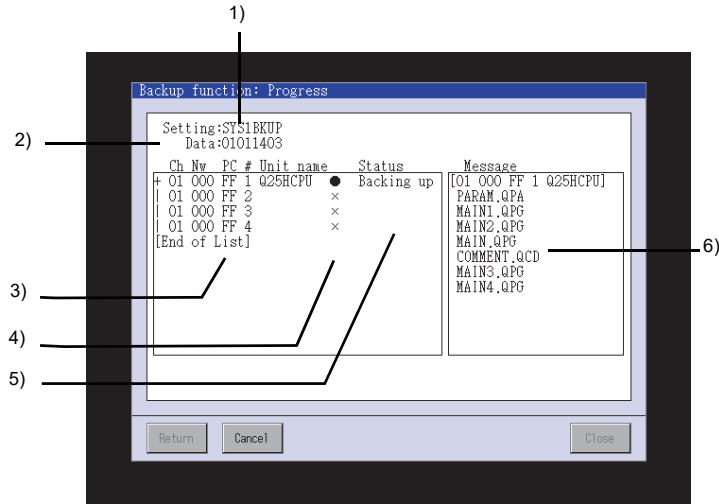 1)
Backup function: Progress
Setting:SYS1BKUP
2)
Data:01011403
Ch Nw PC # Unit name Status Message
+ 01 000 FF 1 Q25HCPU ● Backing up [01 000 FF 1 Q25HCPU]
| 01 000 FF 2 × PARAM.QPA
| 01 000 FF 3 × MAIN1.QPG
| 01 000 FF 4 × MAIN2.QPG
[End of List] MAIN.QPG
COMMENT.QCD
6)
MAIN3.QPG
MAIN4.QPG
3)
4)
5)
Return Cancel Close